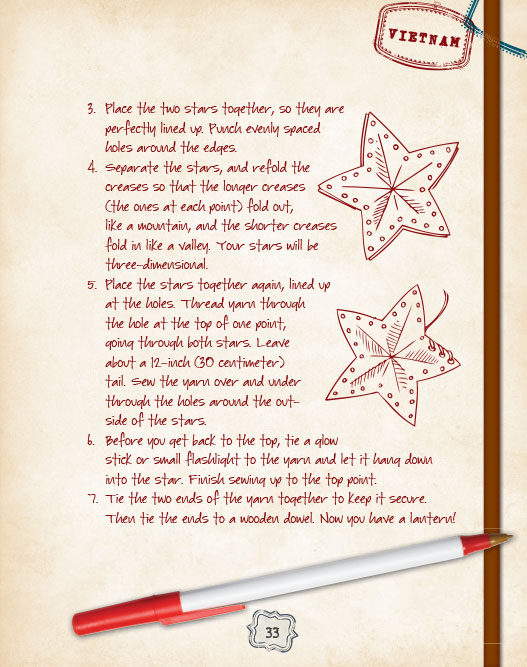 VIETNAM
3. Place the two stars together, so they are
perfectly lined up. Punch evenly spaced
holes around the edges.
4. Separate the stars, and refold the
creases so that the longer creases
(the ones at each point) fold out,
like a mountain, and the shorter creases
fold in like a valley. Your stars will be
three-dimensional.
5. Place the stars together again, lined up
at the holes. Thread yarn through
the hole at the top of one point,
going through both stars. Leave
about a 12-inch (30 centimeter)
tail. Sew the yarn over and under
through the holes around the out-
side of the stars.
6. Before you get back to the top, tie a glow
stick or small flashlight to the yarn and let it hang down
into the star. Finish sewing up to the top point.
7. Tie the two ends of the yarn together to keep it secure.
Then tie the ends to a wooden dowel. Now you have a lantern!
33